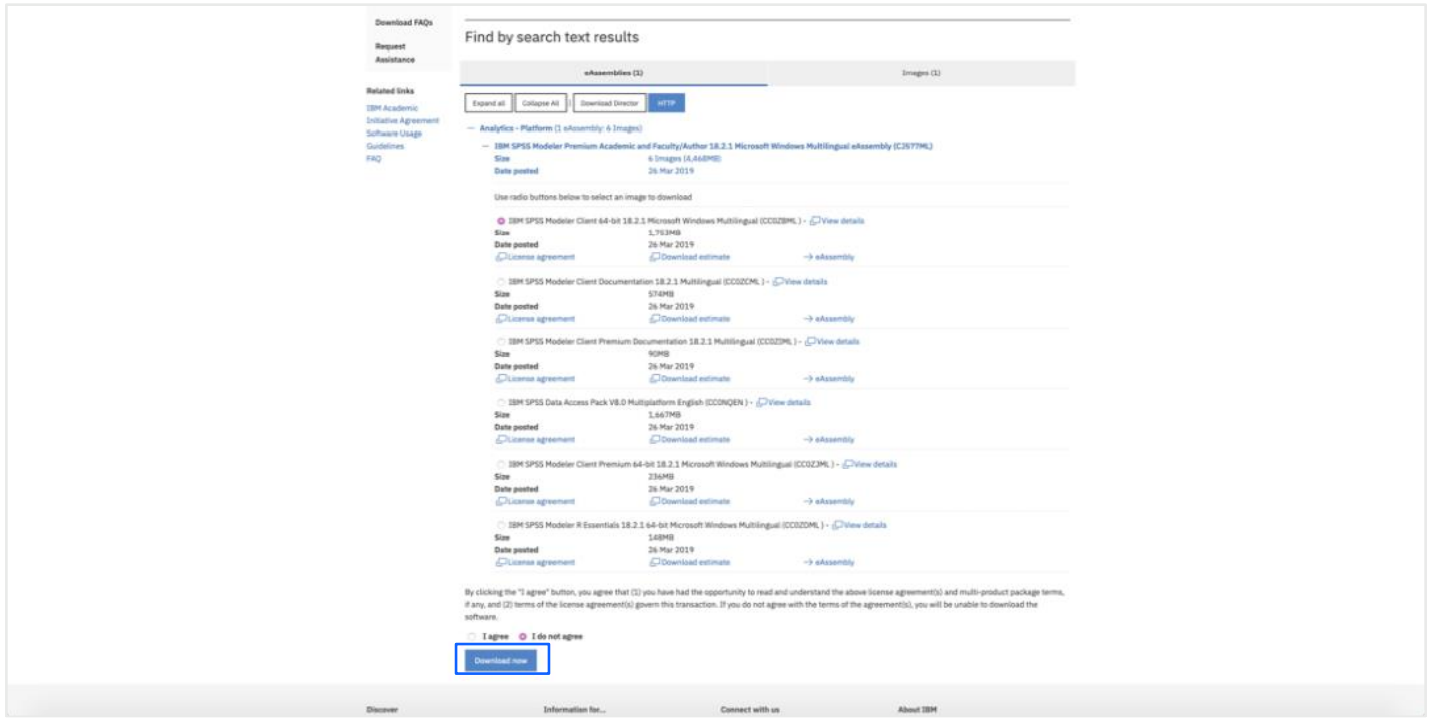 Download FAQs
Request
Assistance
Related links
IBM Academic
Initiative Agreement
Software Usage
Guidelines
FAQ
Find by search text results
eAssemblies (1)
Images (1)
Expand all
Collapse All
|
Download Director
HTTP
Analytics - Platform (1 eAssembly: 6 Images)
IBM SPSS Modeler Premium Academic and Faculty/Author 18.2.1 Microsoft Windows Multilingual eAssembly (CJ577ML)
Size 6 Images (4,468MB)
Date posted 26 Mar 2019
Use radio buttons below to select an image to download
IBM SPSS Modeler Client 64-bit 18.2.1 Microsoft Windows Multilingual (CC0ZBML ) - View details
Size 1,753MB
Date posted 26 Mar 2019
License agreement Download estimate → eAssembly
IBM SPSS Modeler Client Documentation 18.2.1 Multilingual (CC0ZCML ) - View details
Size 574MB
Date posted 26 Mar 2019
License agreement Download estimate → eAssembly
IBM SPSS Modeler Client Premium Documentation 18.2.1 Multilingual (CC0ZIML ) - View details
Size 90MB
Date posted 26 Mar 2019
License agreement Download estimate → eAssembly
IBM SPSS Data Access Pack V8.0 Multiplatform English (CC0NQEN ) - View details
Size 1,667MB
Date posted 26 Mar 2019
License agreement Download estimate → eAssembly
IBM SPSS Modeler Client Premium 64-bit 18.2.1 Microsoft Windows Multilingual (CC0ZJML ) - View details
Size 236MB
Date posted 26 Mar 2019
License agreement Download estimate → eAssembly
IBM SPSS Modeler R Essentials 18.2.1 64-bit Microsoft Windows Multilingual (CC0ZDML ) - View details
Size 148MB
Date posted 26 Mar 2019
License agreement Download estimate → eAssembly
By clicking the "I agree" button, you agree that (1) you have had the opportunity to read and understand the above license agreement(s) and multi-product package terms,
if any, and (2) terms of the license agreement(s) govern this transaction. If you do not agree with the terms of the agreement(s), you will be unable to download the
software.
I agree I do not agree
Download now
Discover Information for... Connect with us About IBM